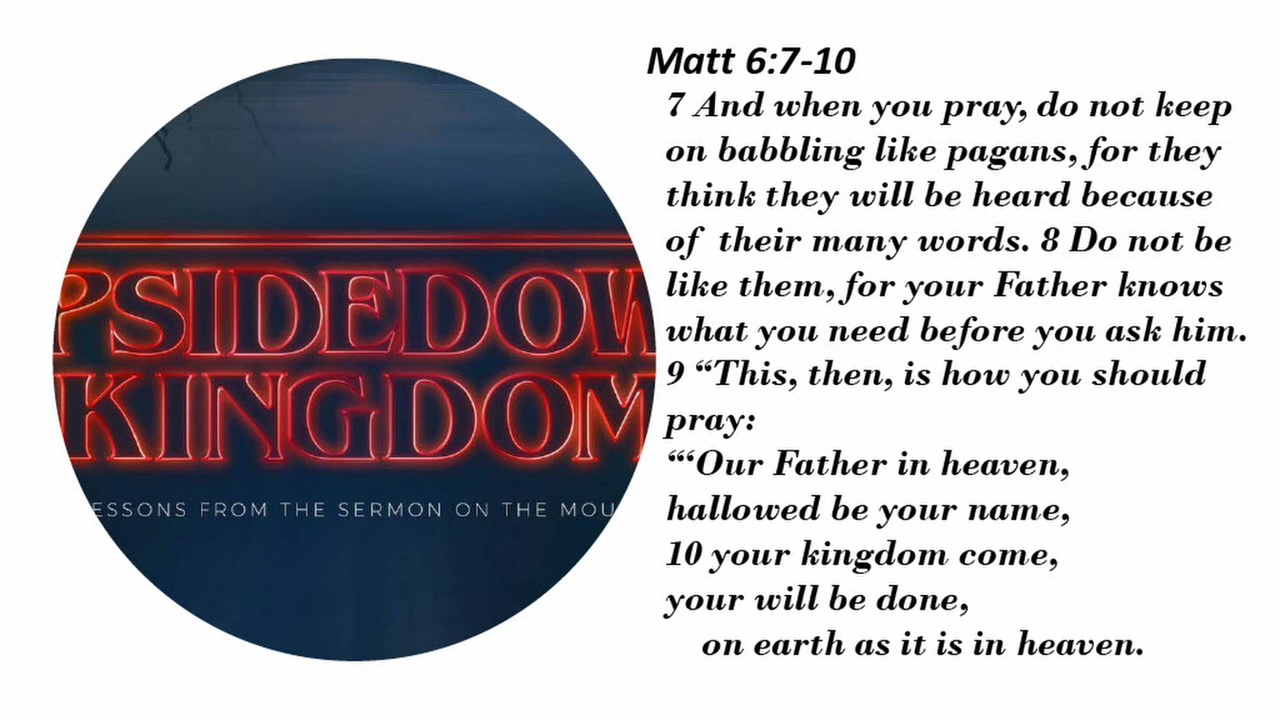 PSIDEDOW
KINGDOM
ESSONS FROM THE SERMON ON THE MOU
Matt 6:7-10
7 And when you pray, do not keep
on babbling like pagans, for they
think they will be heard because
of their many words. 8 Do not be
like them, for your Father knows
what you need before you ask him.
9 “This, then, is how you should
pray:
“‘Our Father in heaven,
hallowed be your name,
10 your kingdom come,
your will be done,
on earth as it is in heaven.